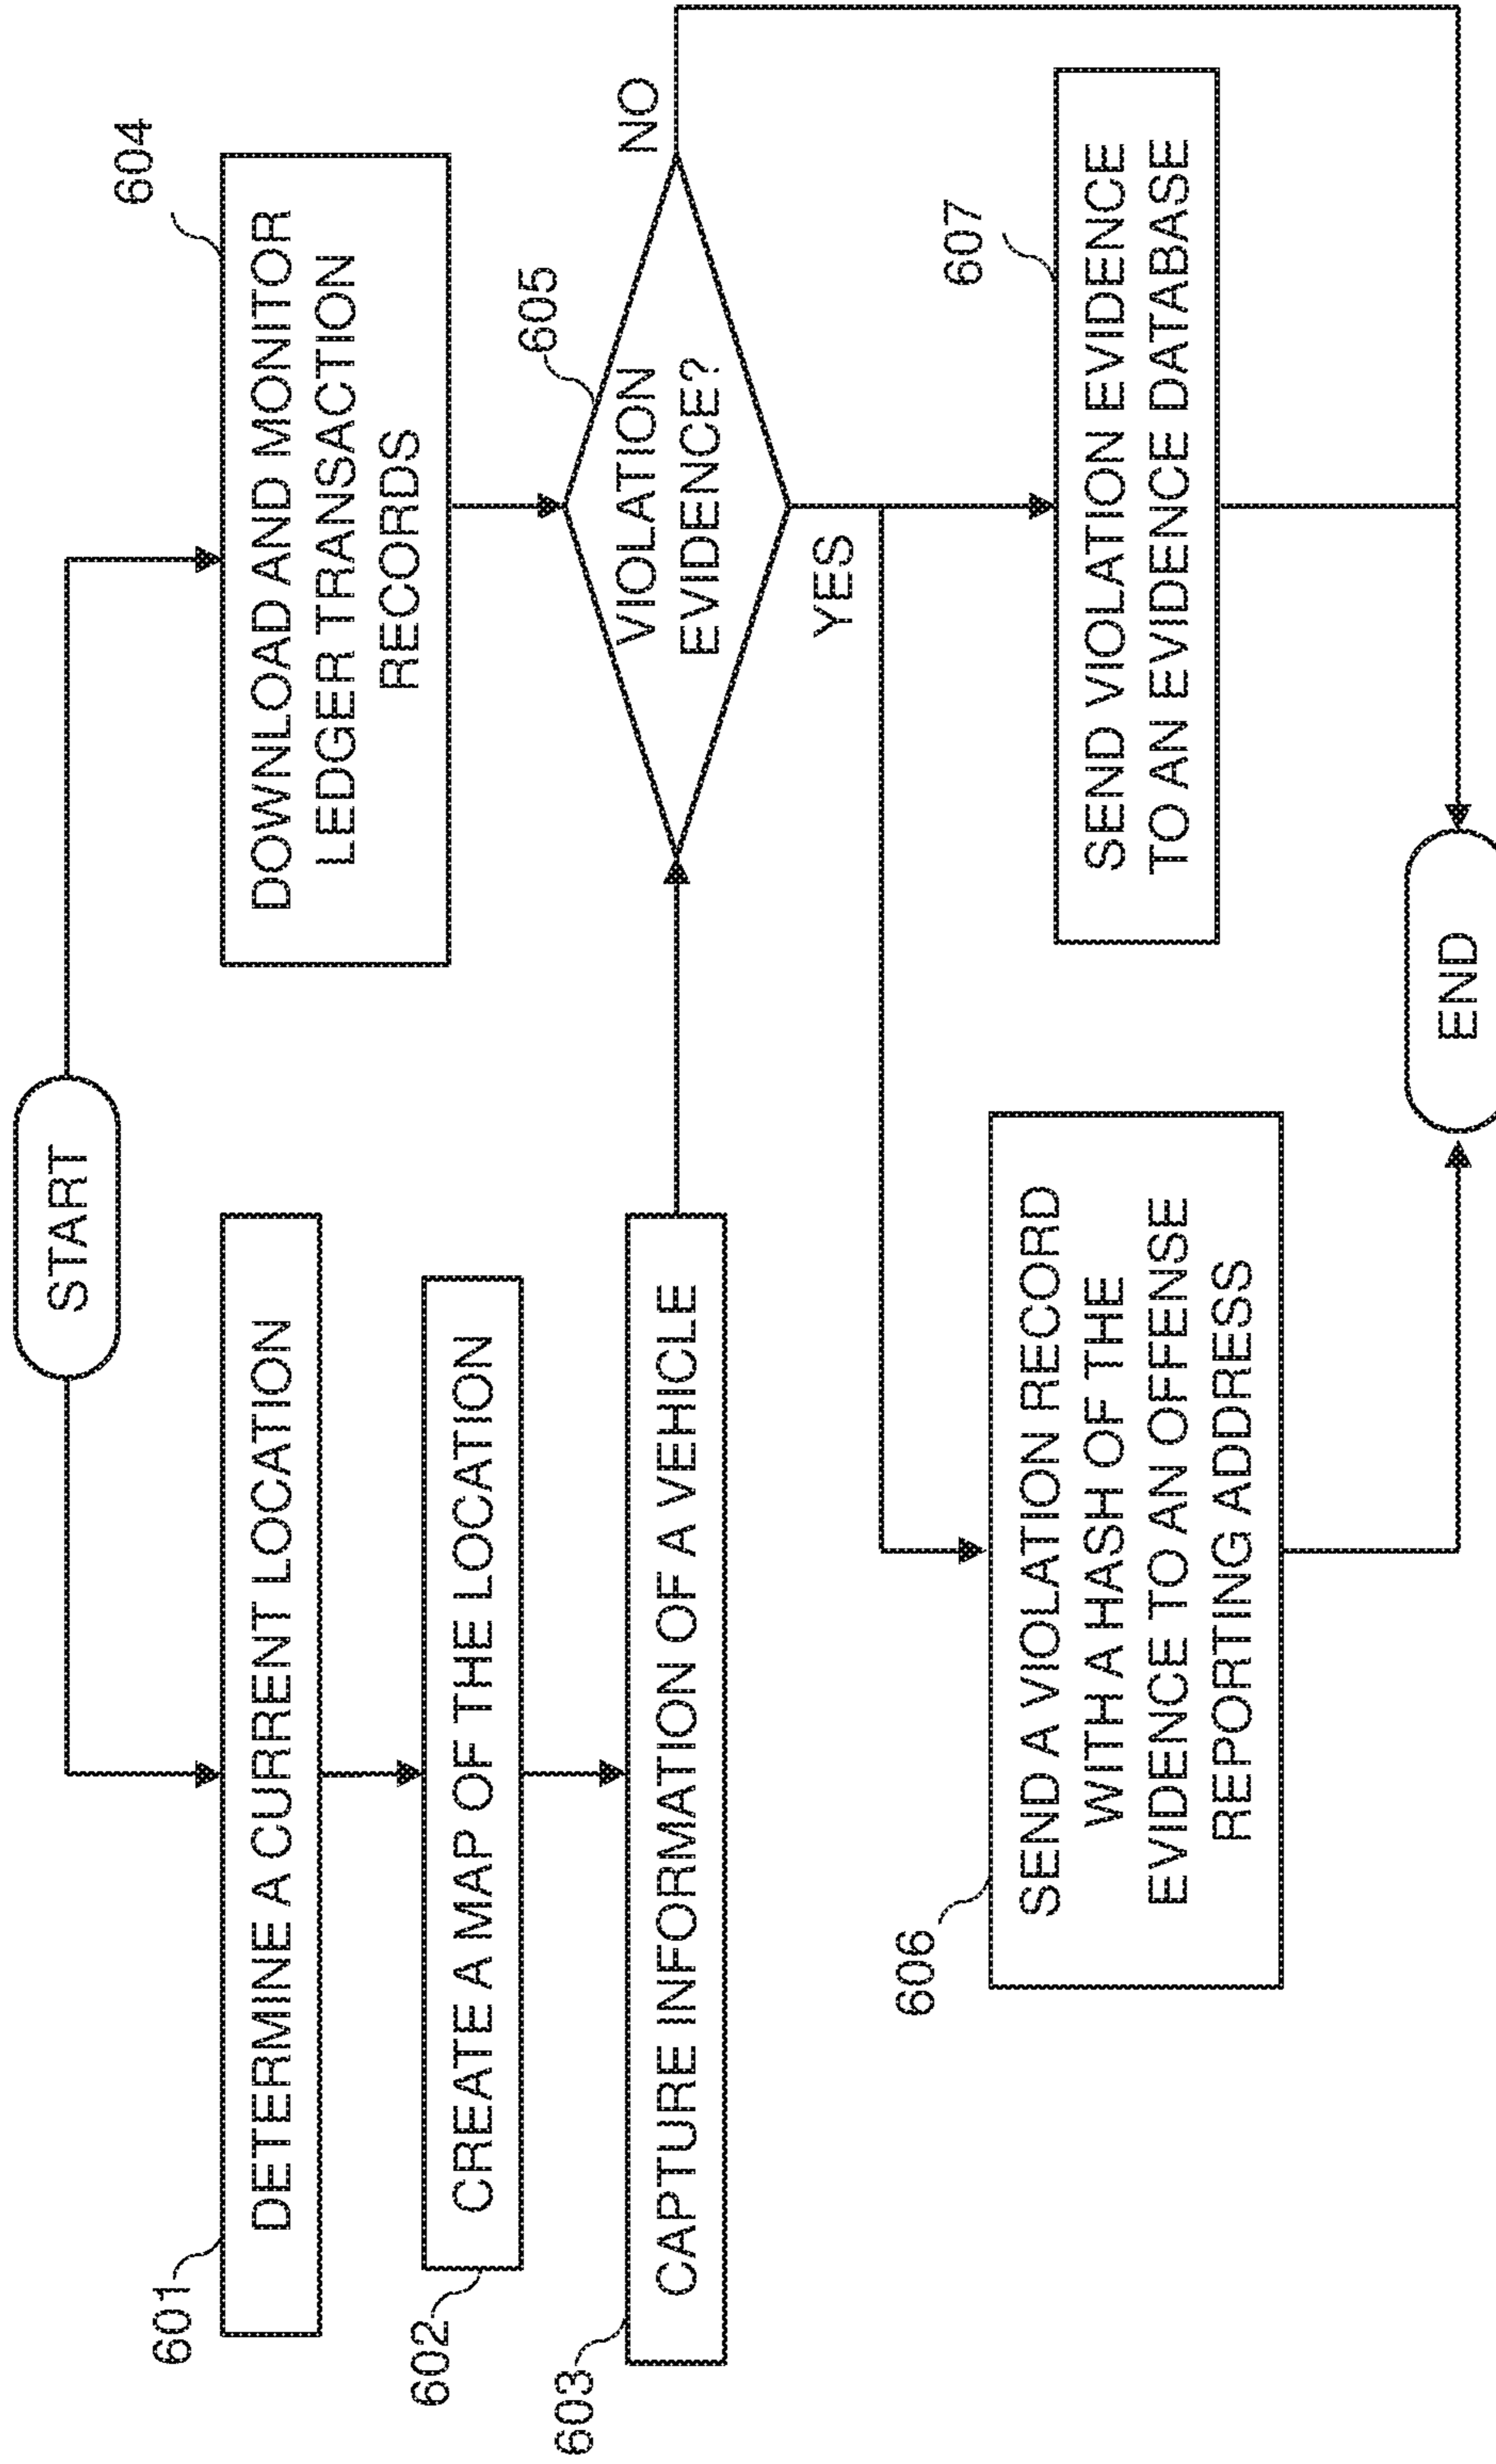 START
601
DETERMINE A CURRENT LOCATION
602
CREATE A MAP OF THE LOCATION
603
CAPTURE INFORMATION OF A VEHICLE
604
DOWNLOAD AND MONITOR
LEDGER TRANSACTION
RECORDS
605
VIOLATION
EVIDENCE?
NO
YES
606
SEND A VIOLATION RECORD
WITH A HASH OF THE
EVIDENCE TO AN OFFENSE
REPORTING ADDRESS
607
SEND VIOLATION EVIDENCE
TO AN EVIDENCE DATABASE
END